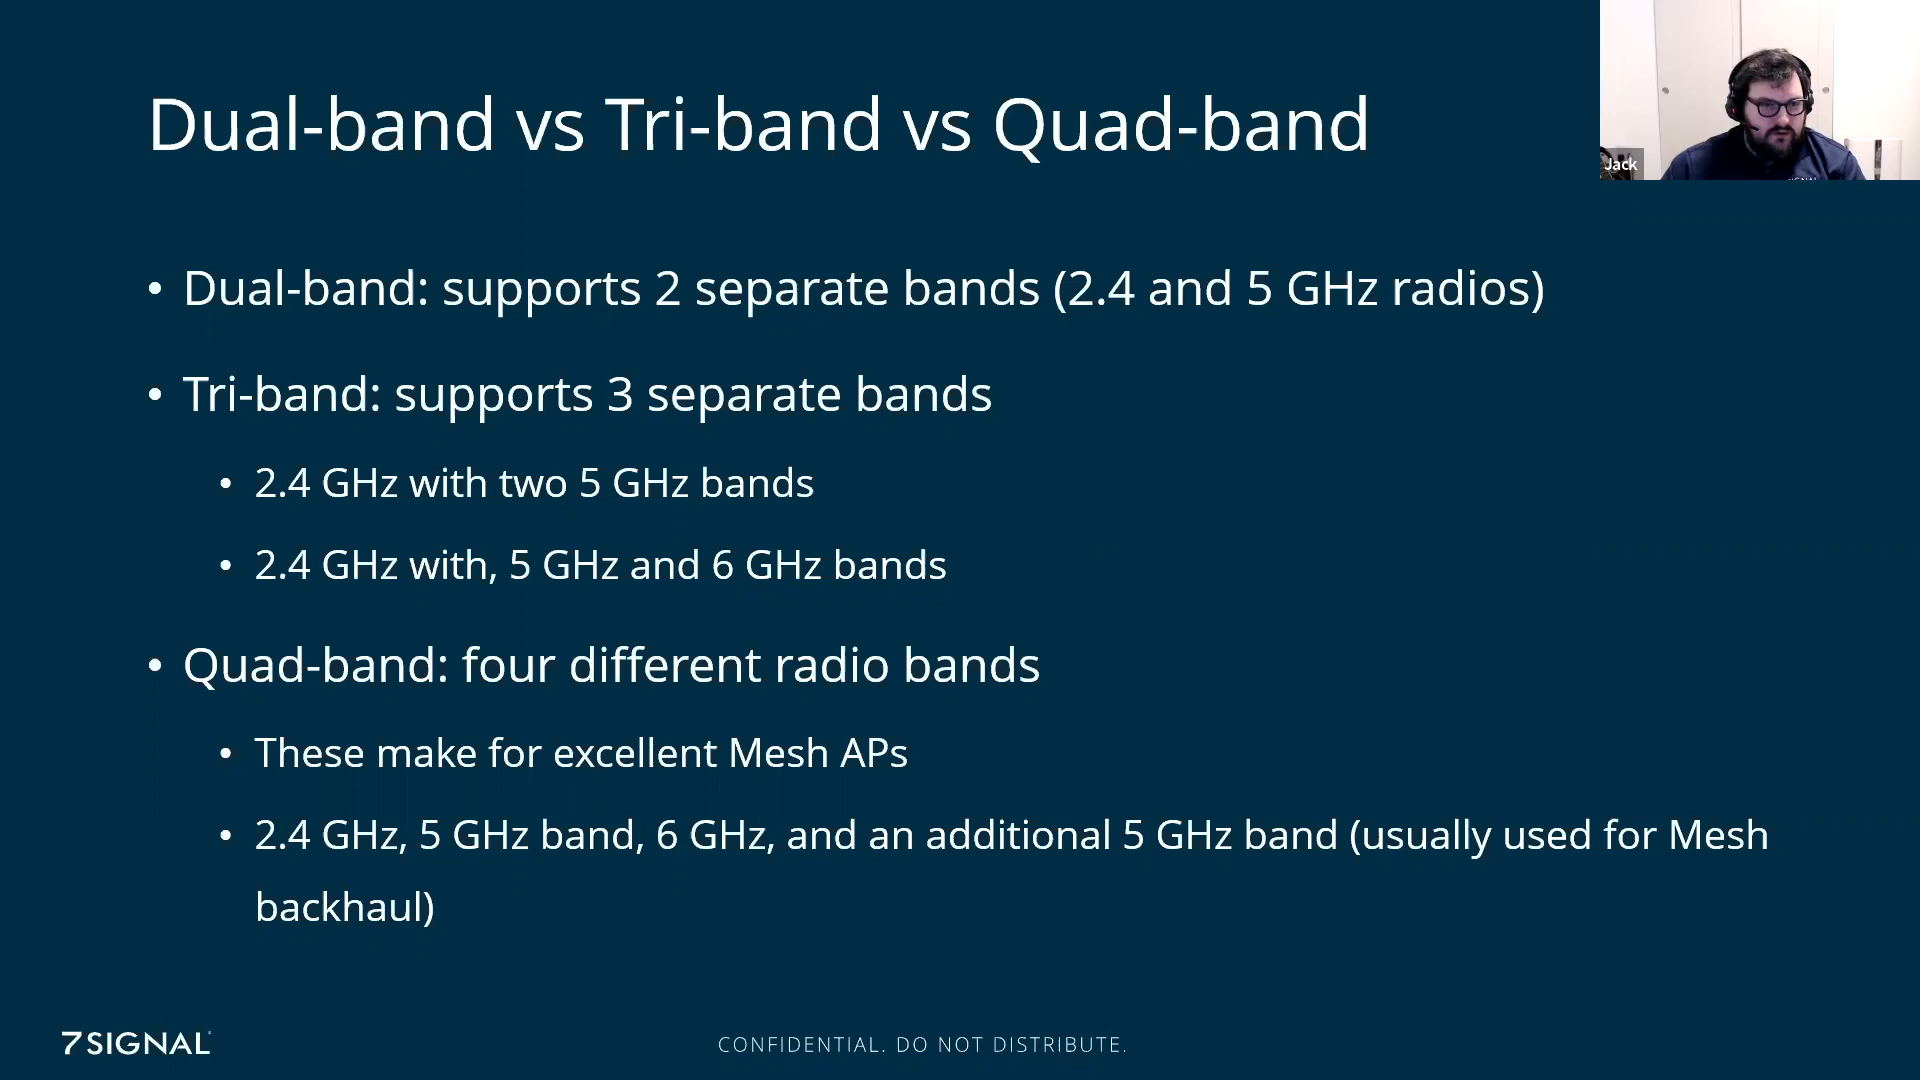 Dual-band vs Tri-band vs Quad-band
Jack
• Dual-band: supports 2 separate bands (2.4 and 5 GHz radios)
• Tri-band: supports 3 separate bands
• 2.4 GHz with two 5 GHz bands
• 2.4 GHz with, 5 GHz and 6 GHz bands
• Quad-band: four different radio bands
• These make for excellent Mesh APs
• 2.4 GHz, 5 GHz band, 6 GHz, and an additional 5 GHz band (usually used for Mesh
backhaul)
7SIGNAL
CONFIDENTIAL. DO NOT DISTRIBUTE.